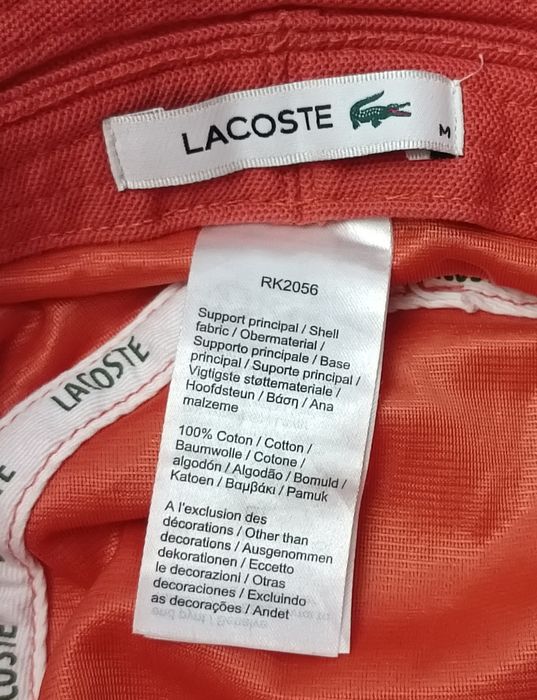 LACOSTE
M
RK2056
Support principal / Shell
fabric / Obermaterial /
Supporto principale / Base
principal / Suporte principal /
Vigtigste støttemateriale /
Hoofdsteun / Βάση / Ana
malzeme
100% Coton / Cotton /
Baumwolle / Cotone /
algodón / Algodão / Bomuld /
Katoen / Βαμβάκι / Pamuk
A l'exclusion des
décorations / Other than
decorations / Ausgenommen
dekorationen / Eccetto
le decorazioni / Otras
decoraciones / Excluindo
as decorações / Andet
LACOSTE
COSTE